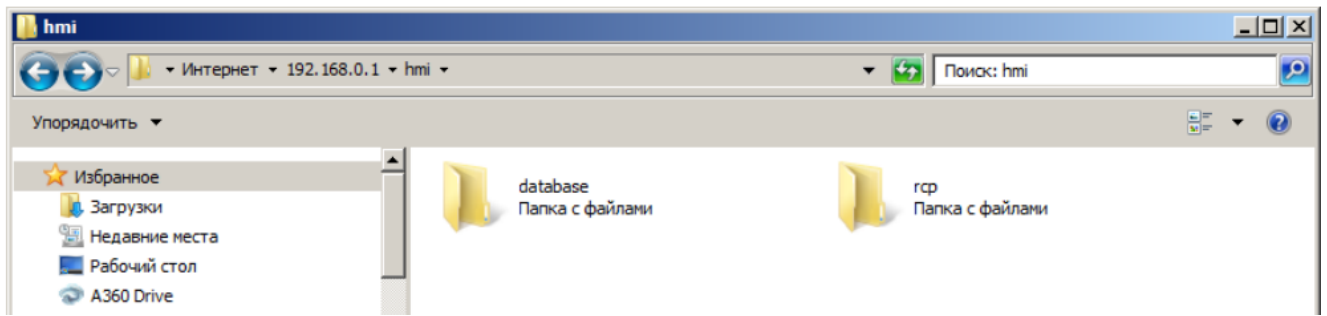 hmi
Интернет 192.168.0.1 hmi
Поиск: hmi
Упорядочить
Избранное
Загрузки
Недавние места
Рабочий стол
A360 Drive
database
Папка с файлами
rcp
Папка с файлами